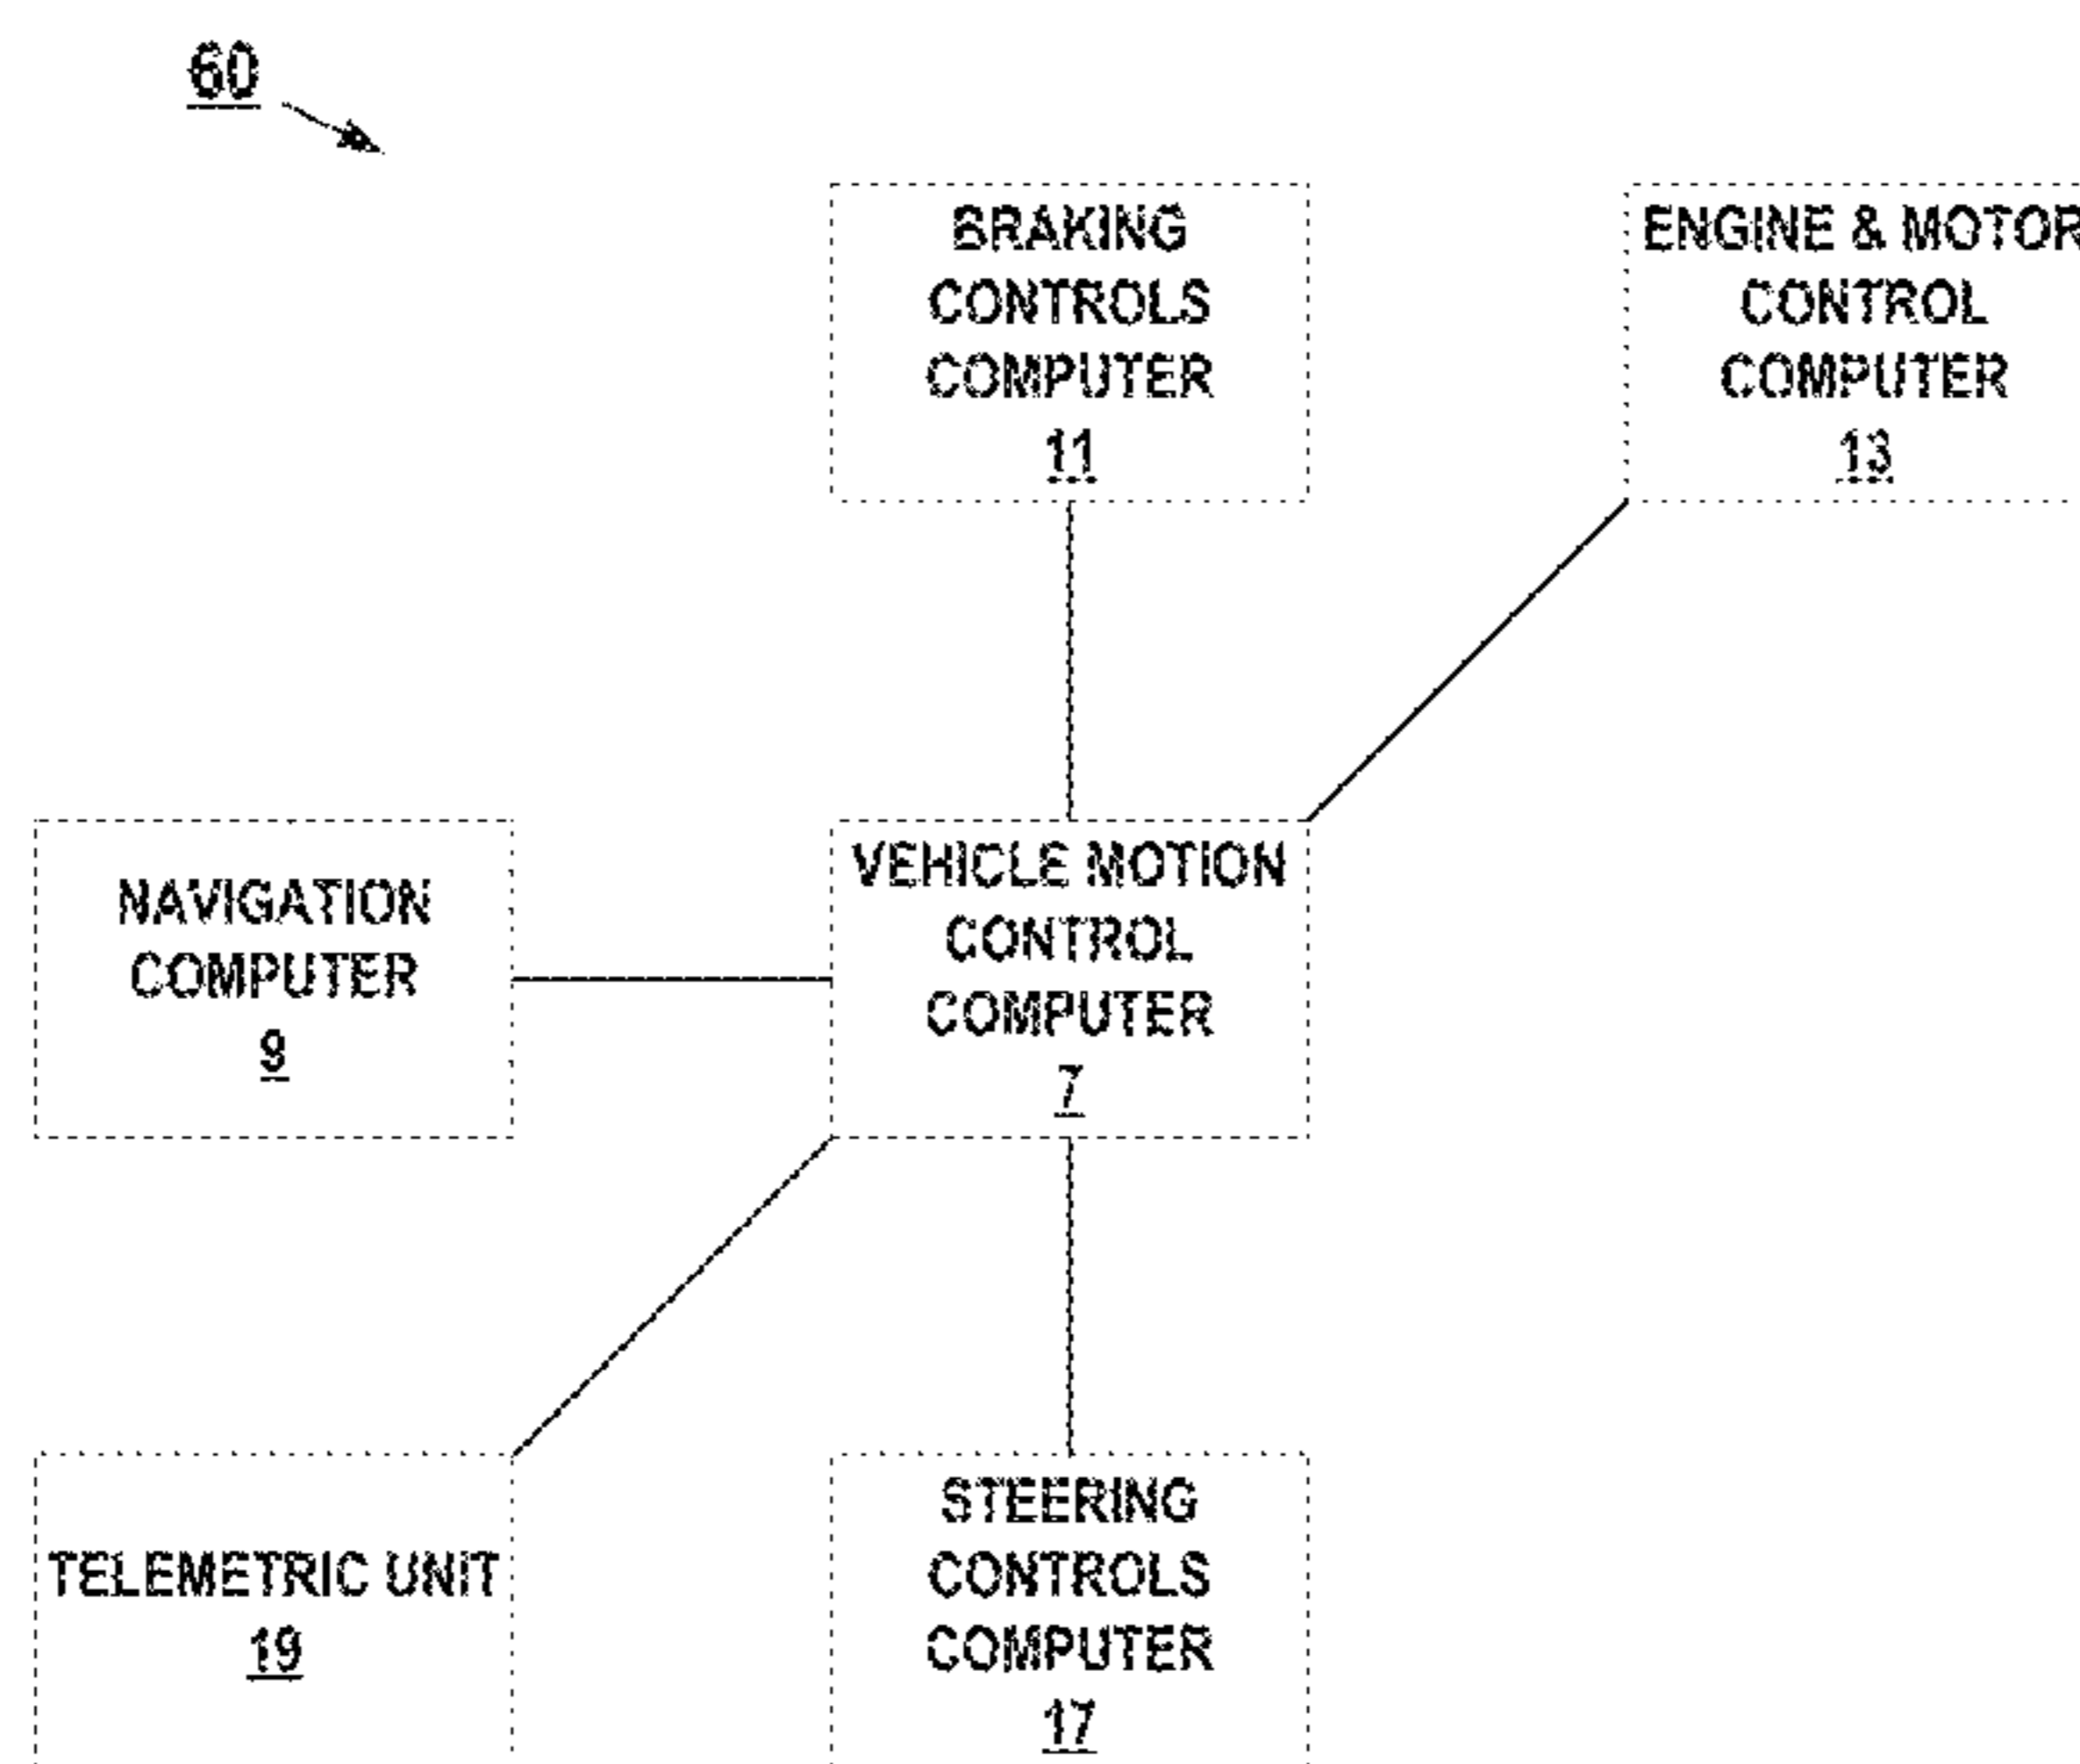 60
BRAKING
CONTROLS
COMPUTER
11
ENGINE & MOTOR
CONTROL
COMPUTER
13
NAVIGATION
COMPUTER
9
VEHICLE MOTION
CONTROL
COMPUTER
7
TELEMETRIC UNIT
19
STEERING
CONTROLS
COMPUTER
17